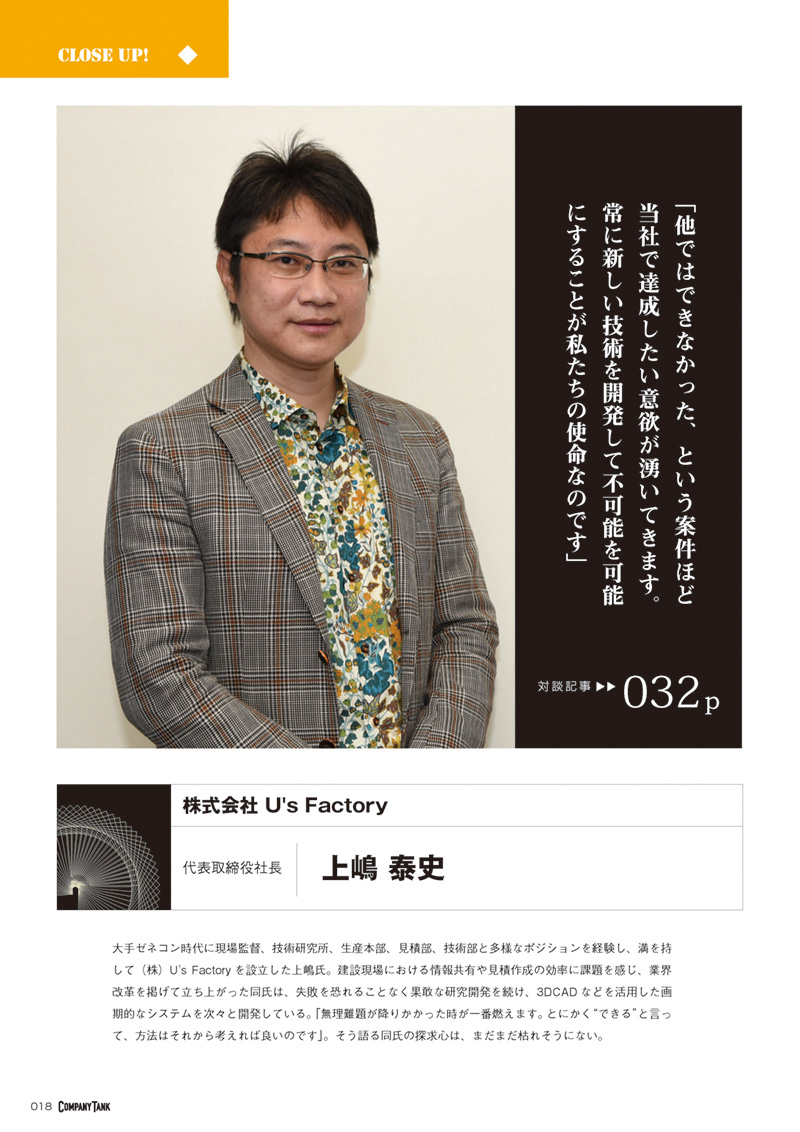 CLOSE UP!
「他ではできなかった、という案件ほど
当社で達成したい意欲が湧いてきます。
常に新しい技術を開発して不可能を可能
にすることが私たちの使命なのです」
対談記事 ▶▶ 032p
株式会社 U's Factory
代表取締役社長 上嶋 泰史
大手ゼネコン時代に現場監督、技術研究所、生産本部、見積部、技術部と多様なポジションを経験し、満を持
して（株）U's Factory を設立した上嶋氏。建設現場における情報共有や見積作成の効率に課題を感じ、業界
改革を掲げて立ち上がった同氏は、失敗を恐れることなく果敢な研究開発を続け、3DCAD などを活用した画
期的なシステムを次々と開発している。「無理難題が降りかかった時が一番燃えます。とにかく“できる”と言っ
て、方法はそれから考えれば良いのです」。そう語る同氏の探求心は、まだまだ枯れそうにない。
018 COMPANYTANK